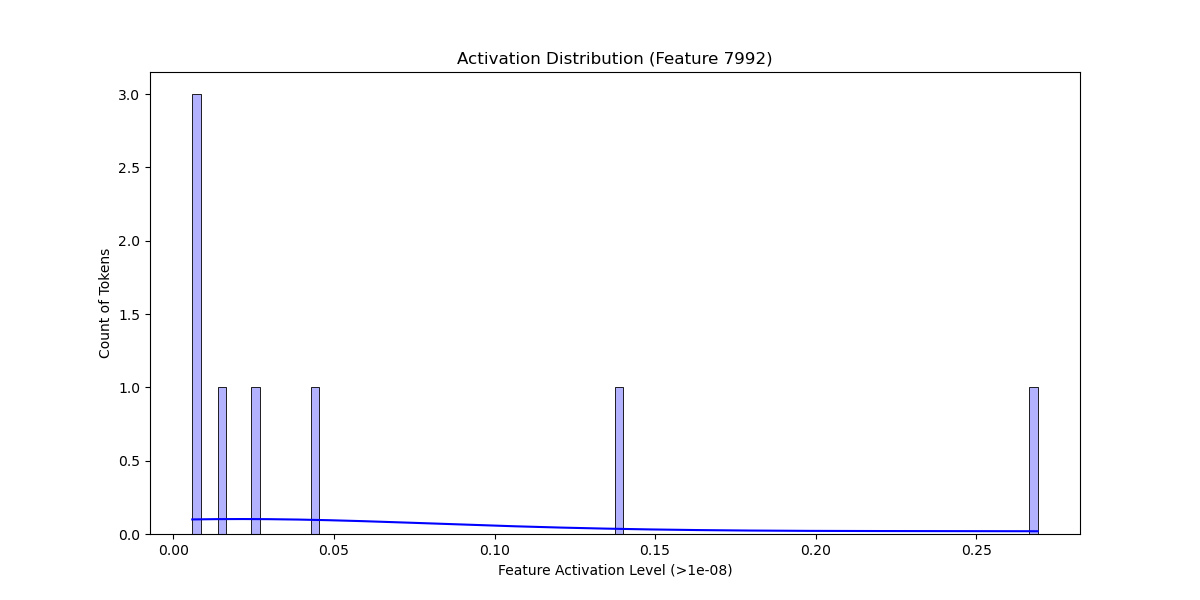 Activation Distribution (Feature 7992)
3.0
2.5
2.0
1.5
1.0
0.5
0.0
Count of Tokens
0.00 0.05 0.10 0.15 0.20 0.25
Feature Activation Level (>1e-08)